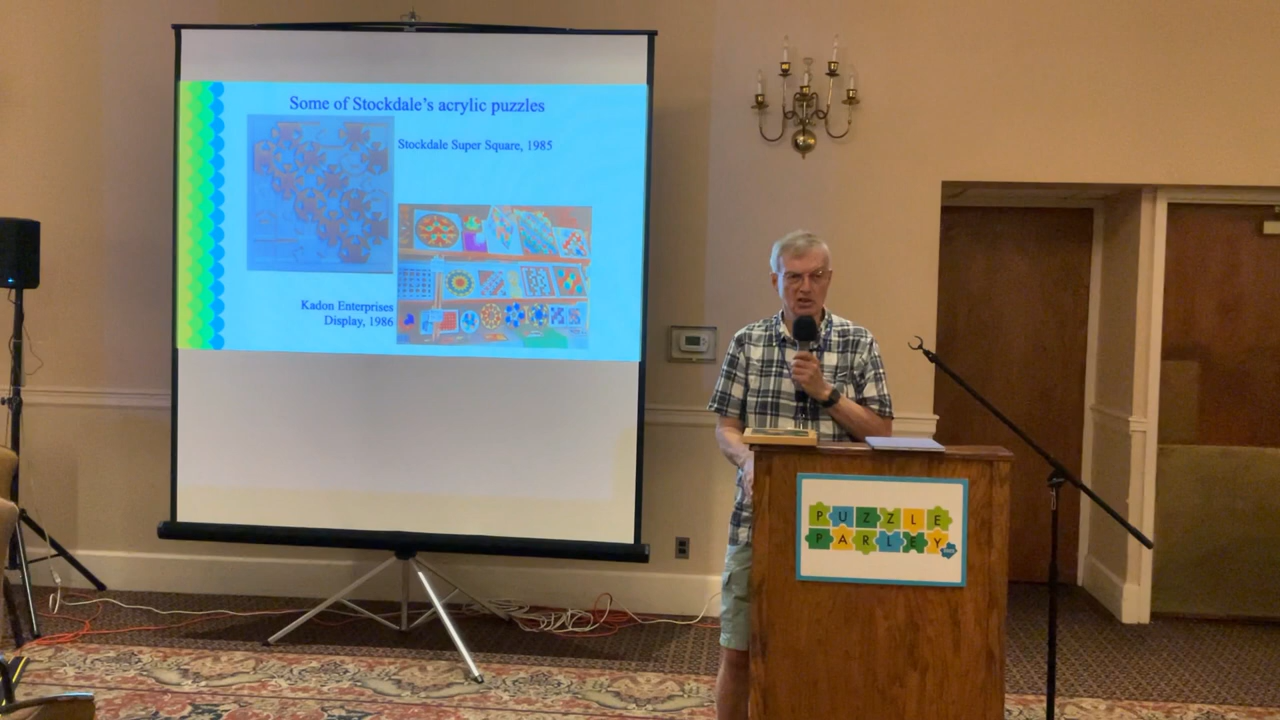 Some of Stockdale's acrylic puzzles
Stockdale Super Square, 1985
Kadon Enterprises
Display, 1986
PUZZLE
PARLEY